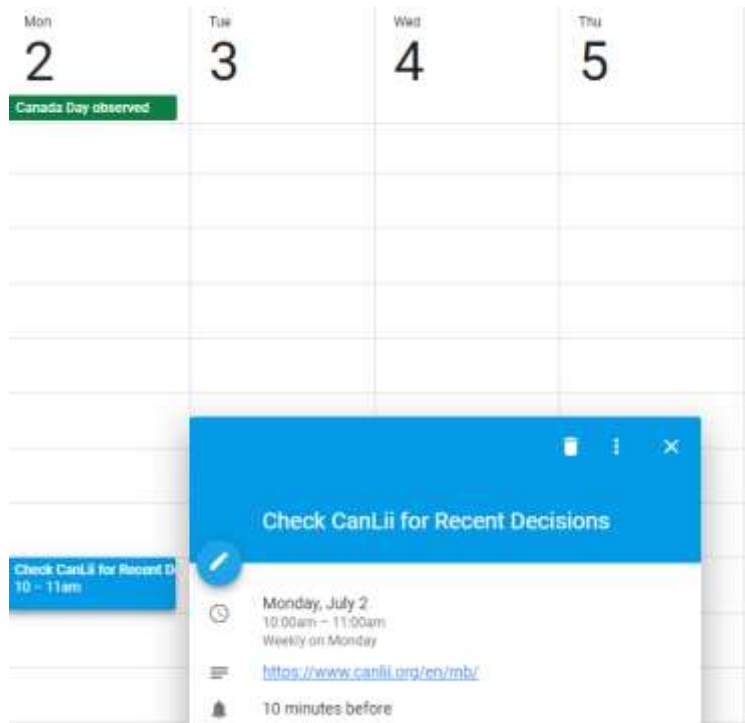 Mon
2
Tue
3
Wed
4
Thu
5
Canada Day observed
Check CanLii for Recent Decisions
Check CanLii for Recent D
10 – 11am
Monday, July 2
10:00am – 11:00am
Weekly on Monday
https://www.canlii.org/en/mb/
10 minutes before